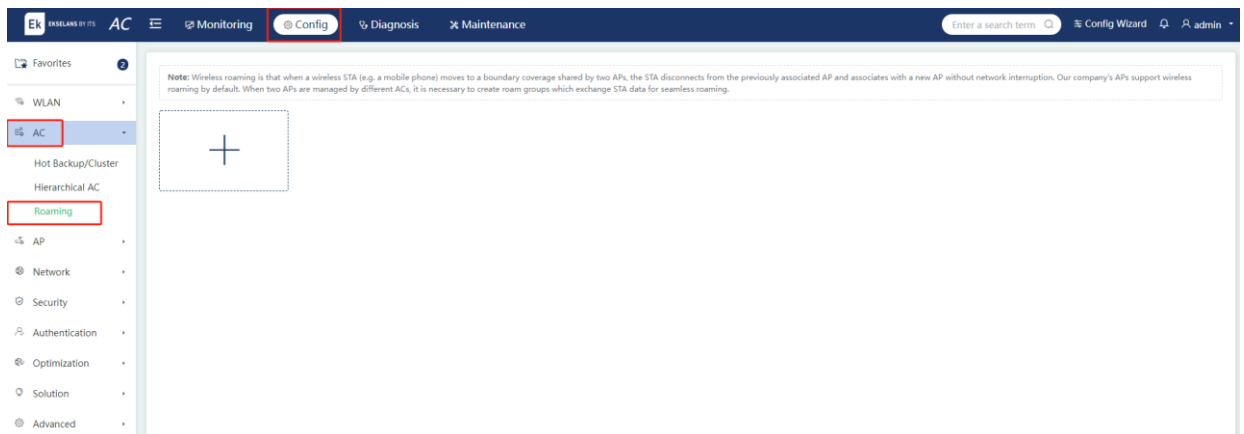 Ek EKSELANS BY ITS AC Monitoring Config Diagnosis Maintenance Enter a search term Config Wizard admin
Favorites 2
Note: Wireless roaming is that when a wireless STA (e.g. a mobile phone) moves to a boundary coverage shared by two APs, the STA disconnects from the previously associated AP and associates with a new AP without network interruption. Our company's APs support wireless
roaming by default. When two APs are managed by different ACs, it is necessary to create roam groups which exchange STA data for seamless roaming.
WLAN
AC
Hot Backup/Cluster
Hierarchical AC
Roaming
AP
Network
Security
Authentication
Optimization
Solution
Advanced